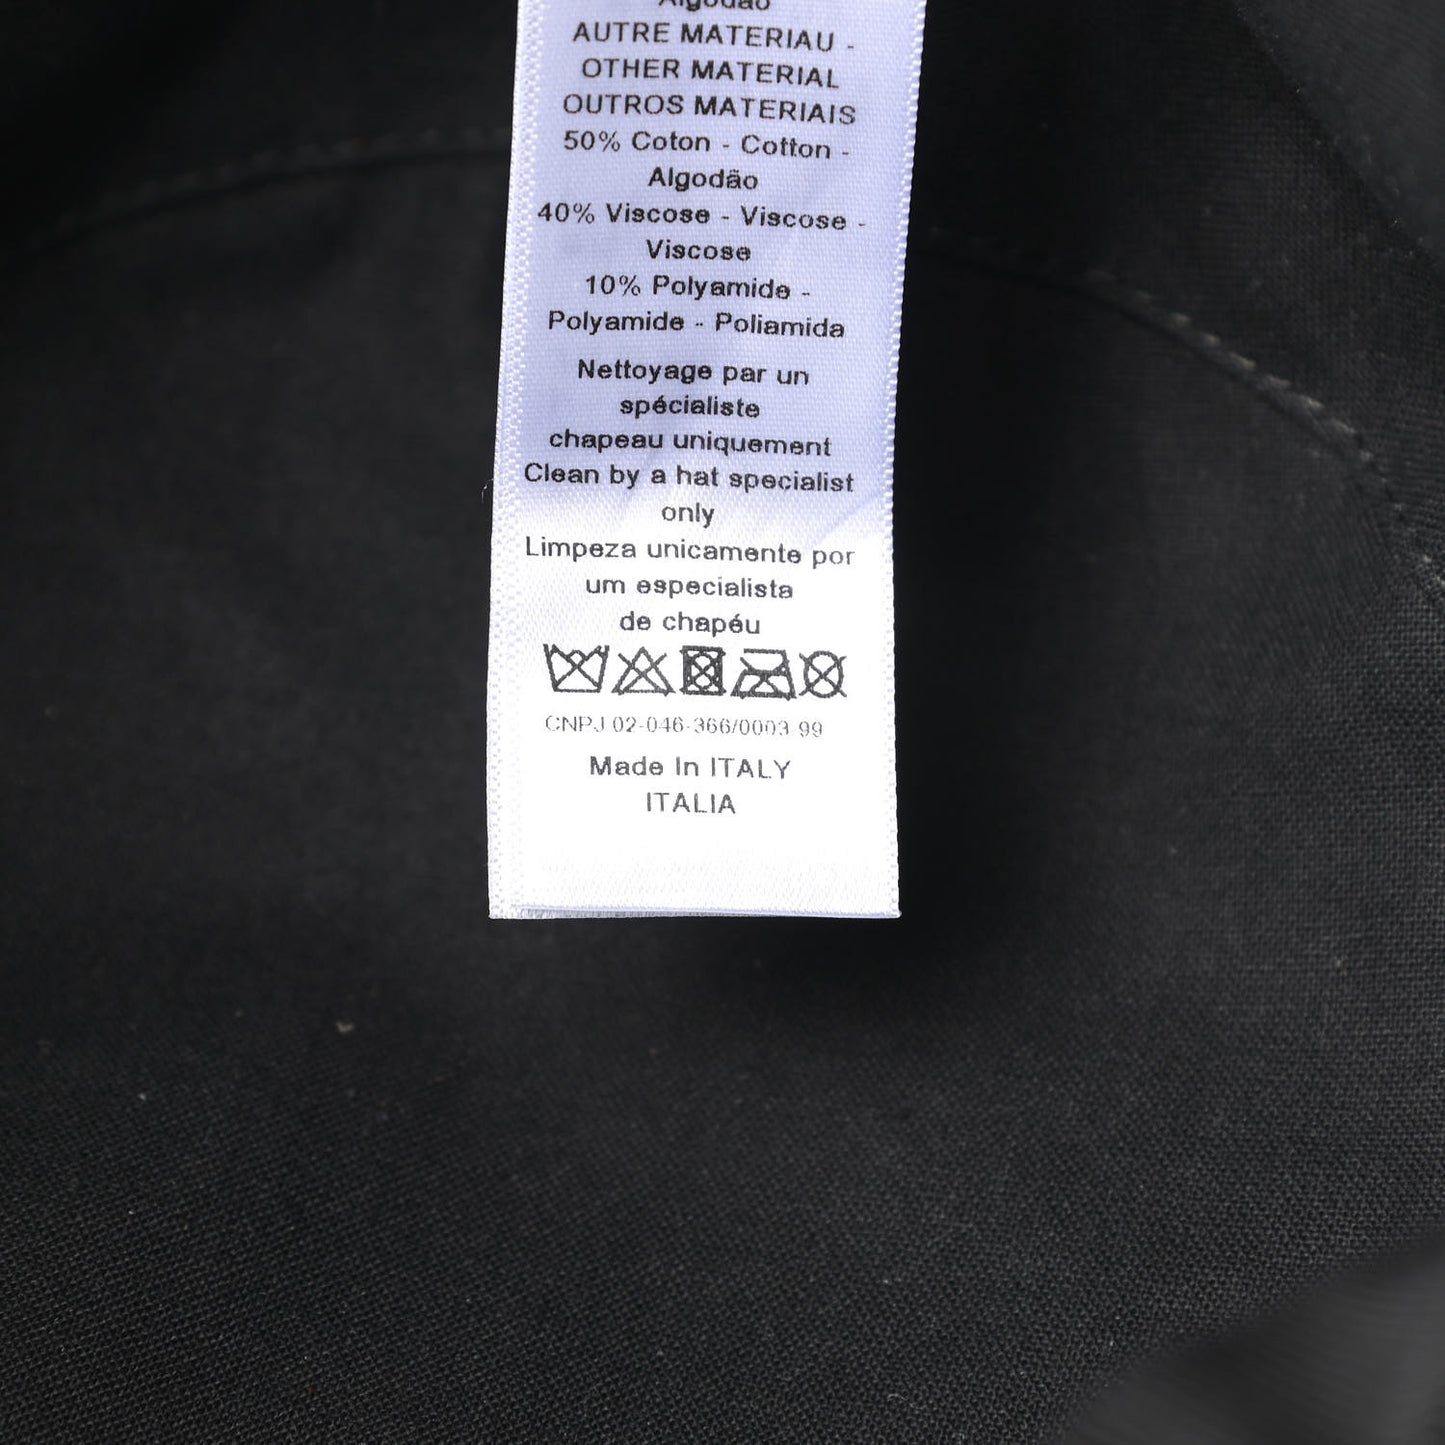 Algodão
AUTRE MATERIAU -
OTHER MATERIAL
OUTROS MATERIAIS
50% Coton - Cotton -
Algodão
40% Viscose - Viscose -
Viscose
10% Polyamide -
Polyamide - Poliamida
Nettoyage par un
spécialiste
chapeau uniquement
Clean by a hat specialist
only
Limpeza unicamente por
um especialista
de chapéu
CNPJ 02-046-366/0003 99
Made In ITALY
ITALIA